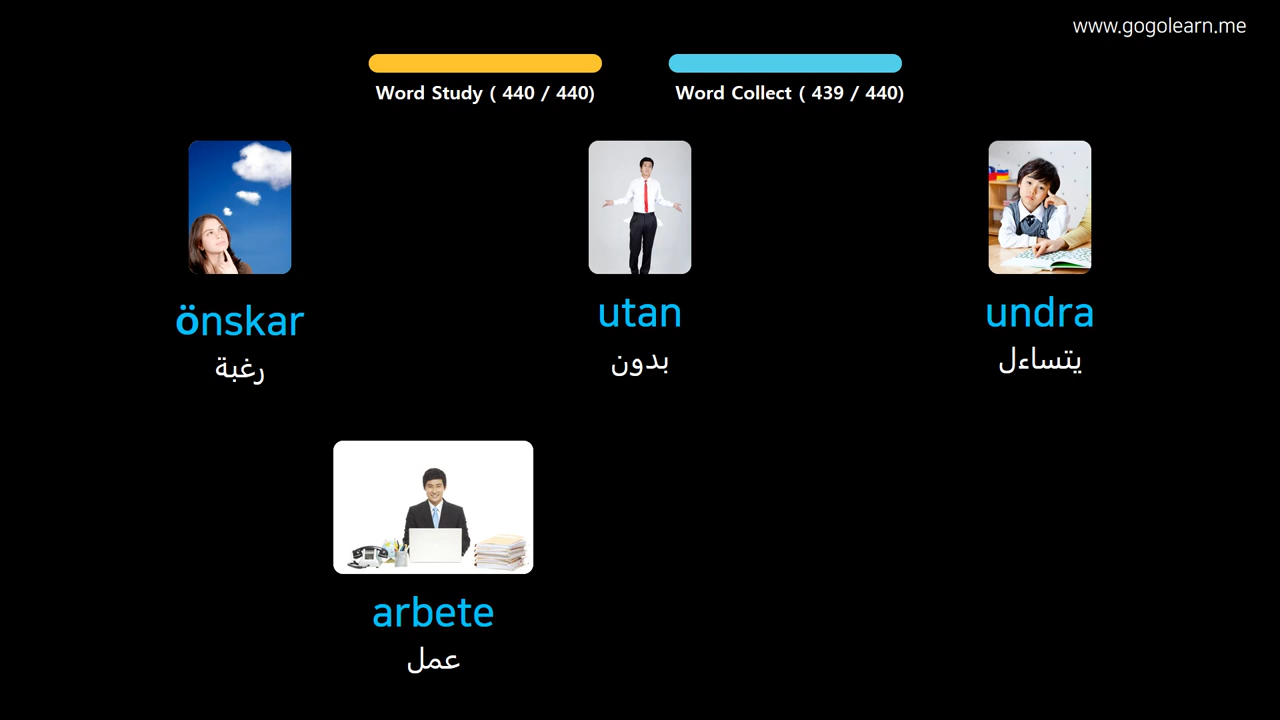 www.gogolearn.me
Word Study ( 440 / 440)
Word Collect ( 439 / 440)
önskar
رغبة
utan
بدون
undra
يتساءل
arbete
عمل